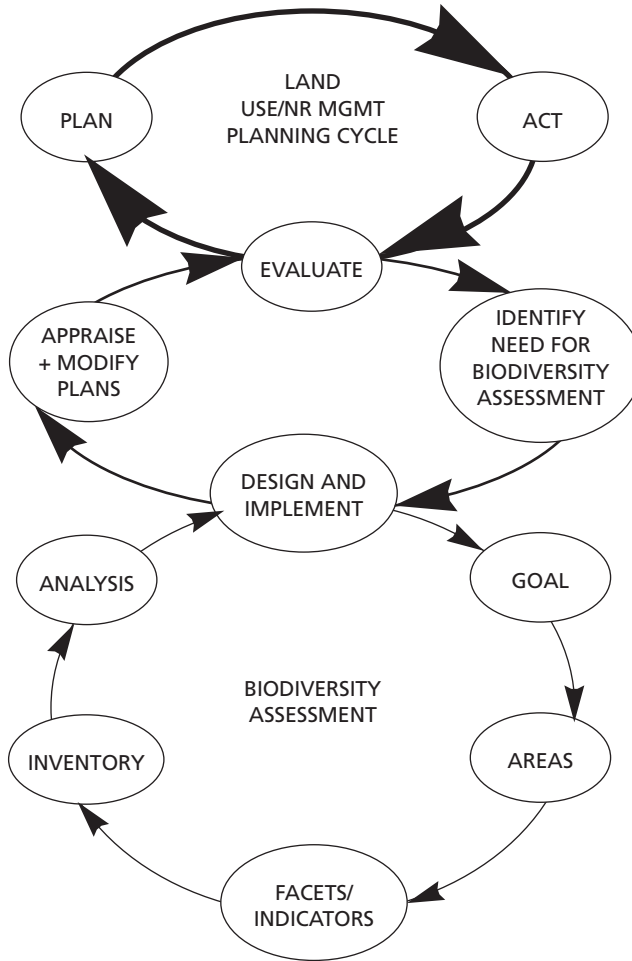 LAND
USE/NR MGMT
PLANNING CYCLE
PLAN
ACT
EVALUATE
APPRAISE
+ MODIFY
PLANS
IDENTIFY
NEED FOR
BIODIVERSITY
ASSESSMENT
DESIGN AND
IMPLEMENT
ANALYSIS
GOAL
BIODIVERSITY
ASSESSMENT
INVENTORY
AREAS
FACETS/
INDICATORS